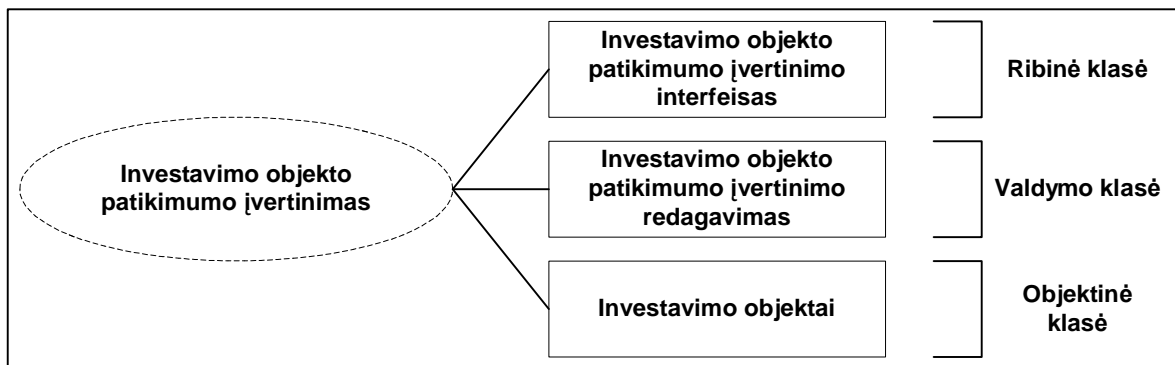 Investavimo objekto
patikimumo įvertinimas
Investavimo objekto
patikimumo įvertinimo
interfeisas
Ribinė klasė
Investavimo objekto
patikimumo įvertinimo
redagavimas
Valdymo klasė
Investavimo objektai
Objektinė
klasė